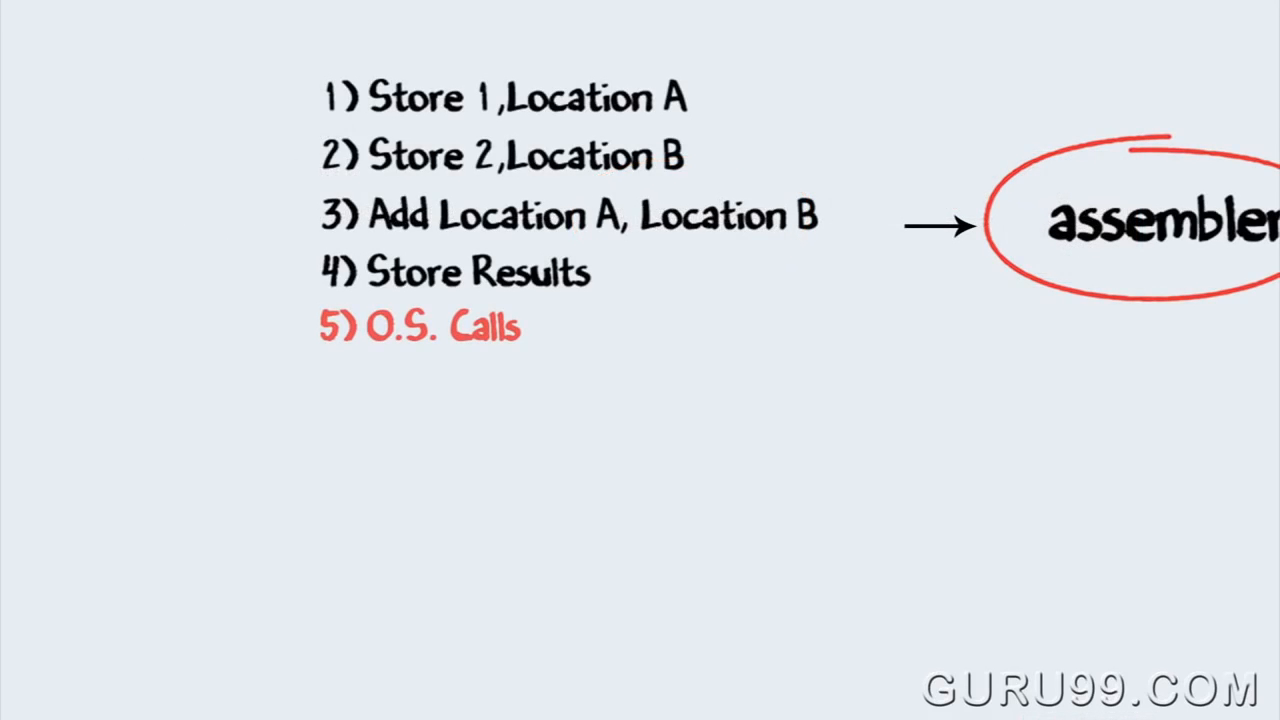 1) Store 1,Location A
2) Store 2,Location B
3) Add Location A, Location B
assembler
4) Store Results
5) O.S. Calls
GURU99.COM